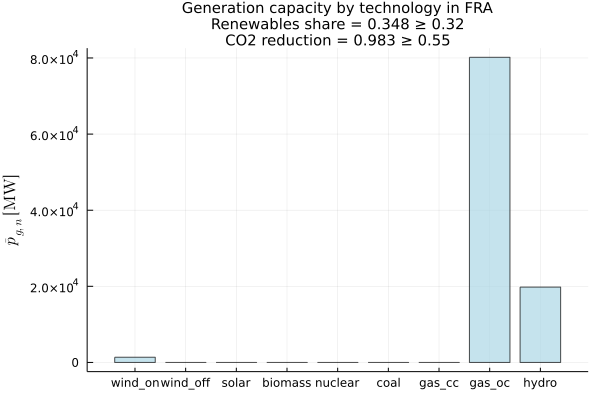 Generation capacity by technology in FRA
Renewables share = 0.348 ≥ 0.32
CO2 reduction = 0.983 ≥ 0.55
8.0×10⁴
6.0×10⁴
4.0×10⁴
2.0×10⁴
0
p̄_{g,n} [MW]
wind_on wind_off solar biomass nuclear coal gas_cc gas_oc hydro